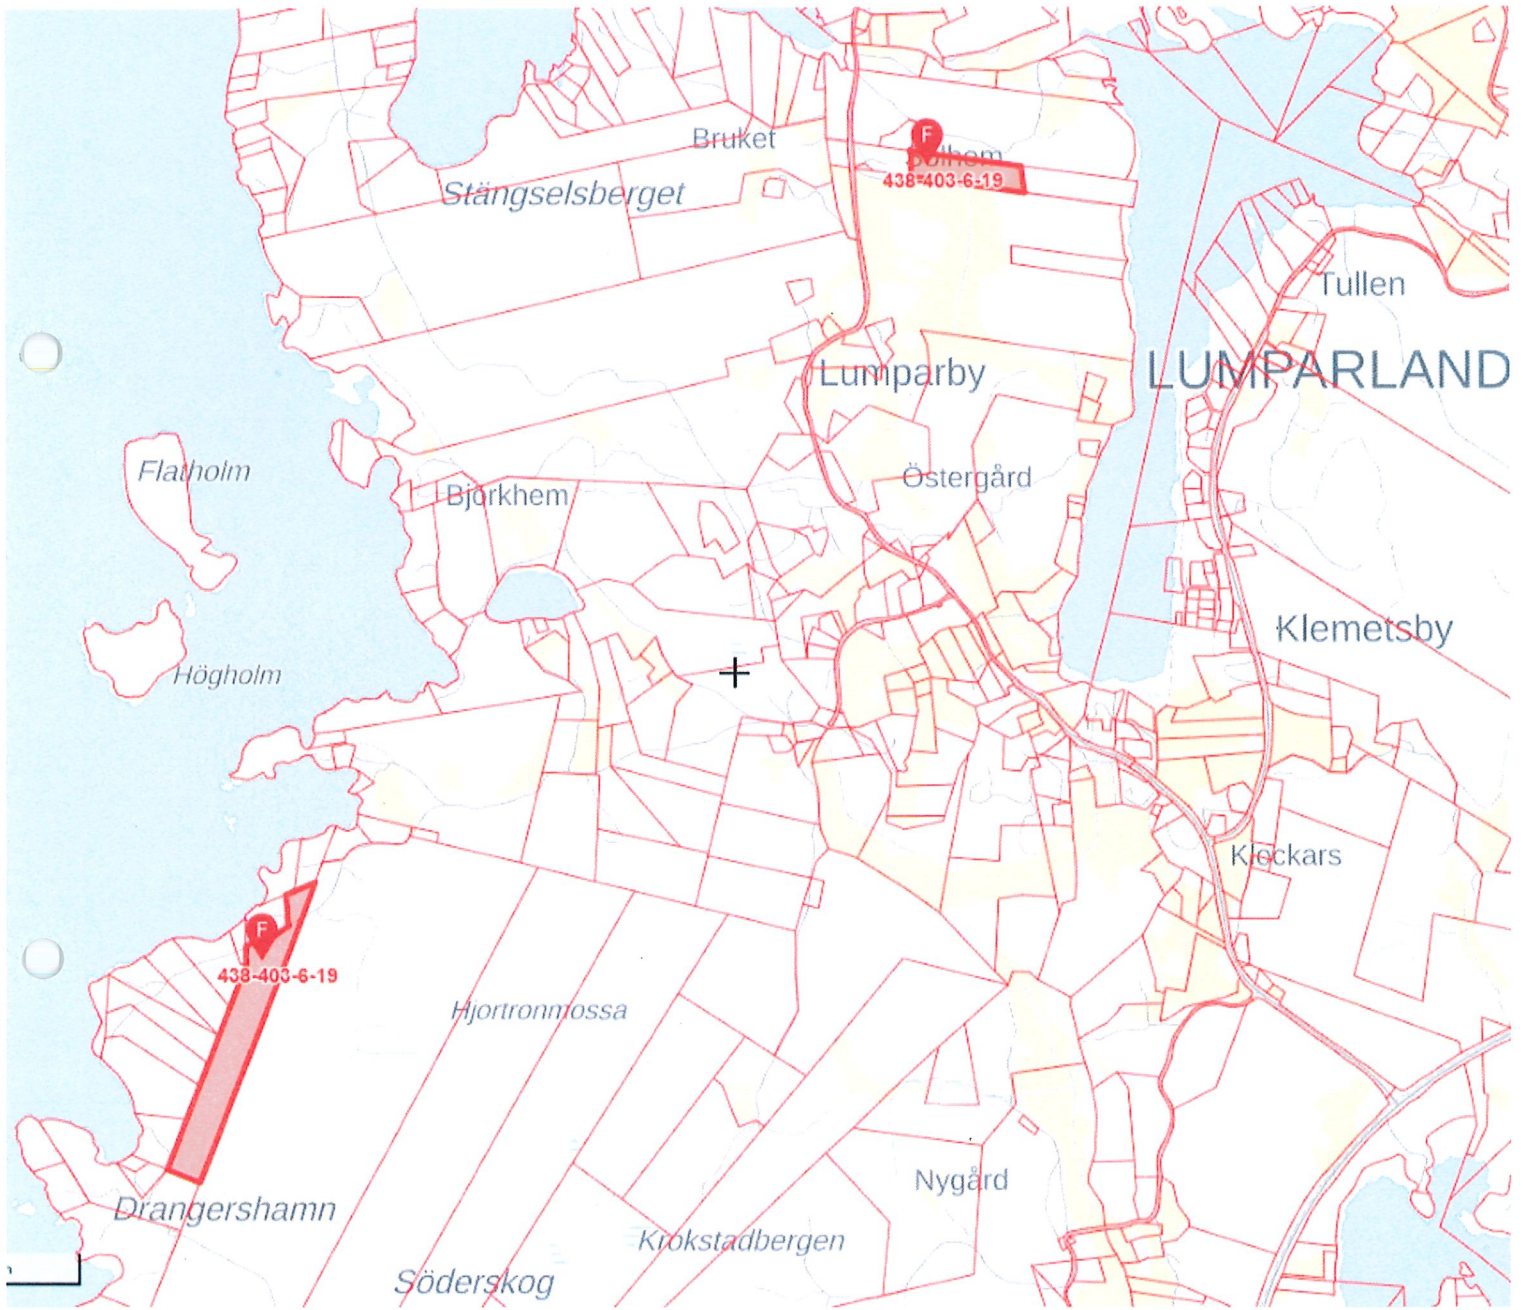 Bruket
F
Solhem
438-403-6-19
Stängselsberget
Tullen
Lumparby
LUMPARLAND
Flatholm
Björkhem
Östergård
Klemetsby
Högholm
Klockars
F
438-403-6-19
Hjortronmossa
Nygård
Drangershamn
Krokstadbergen
Söderskog